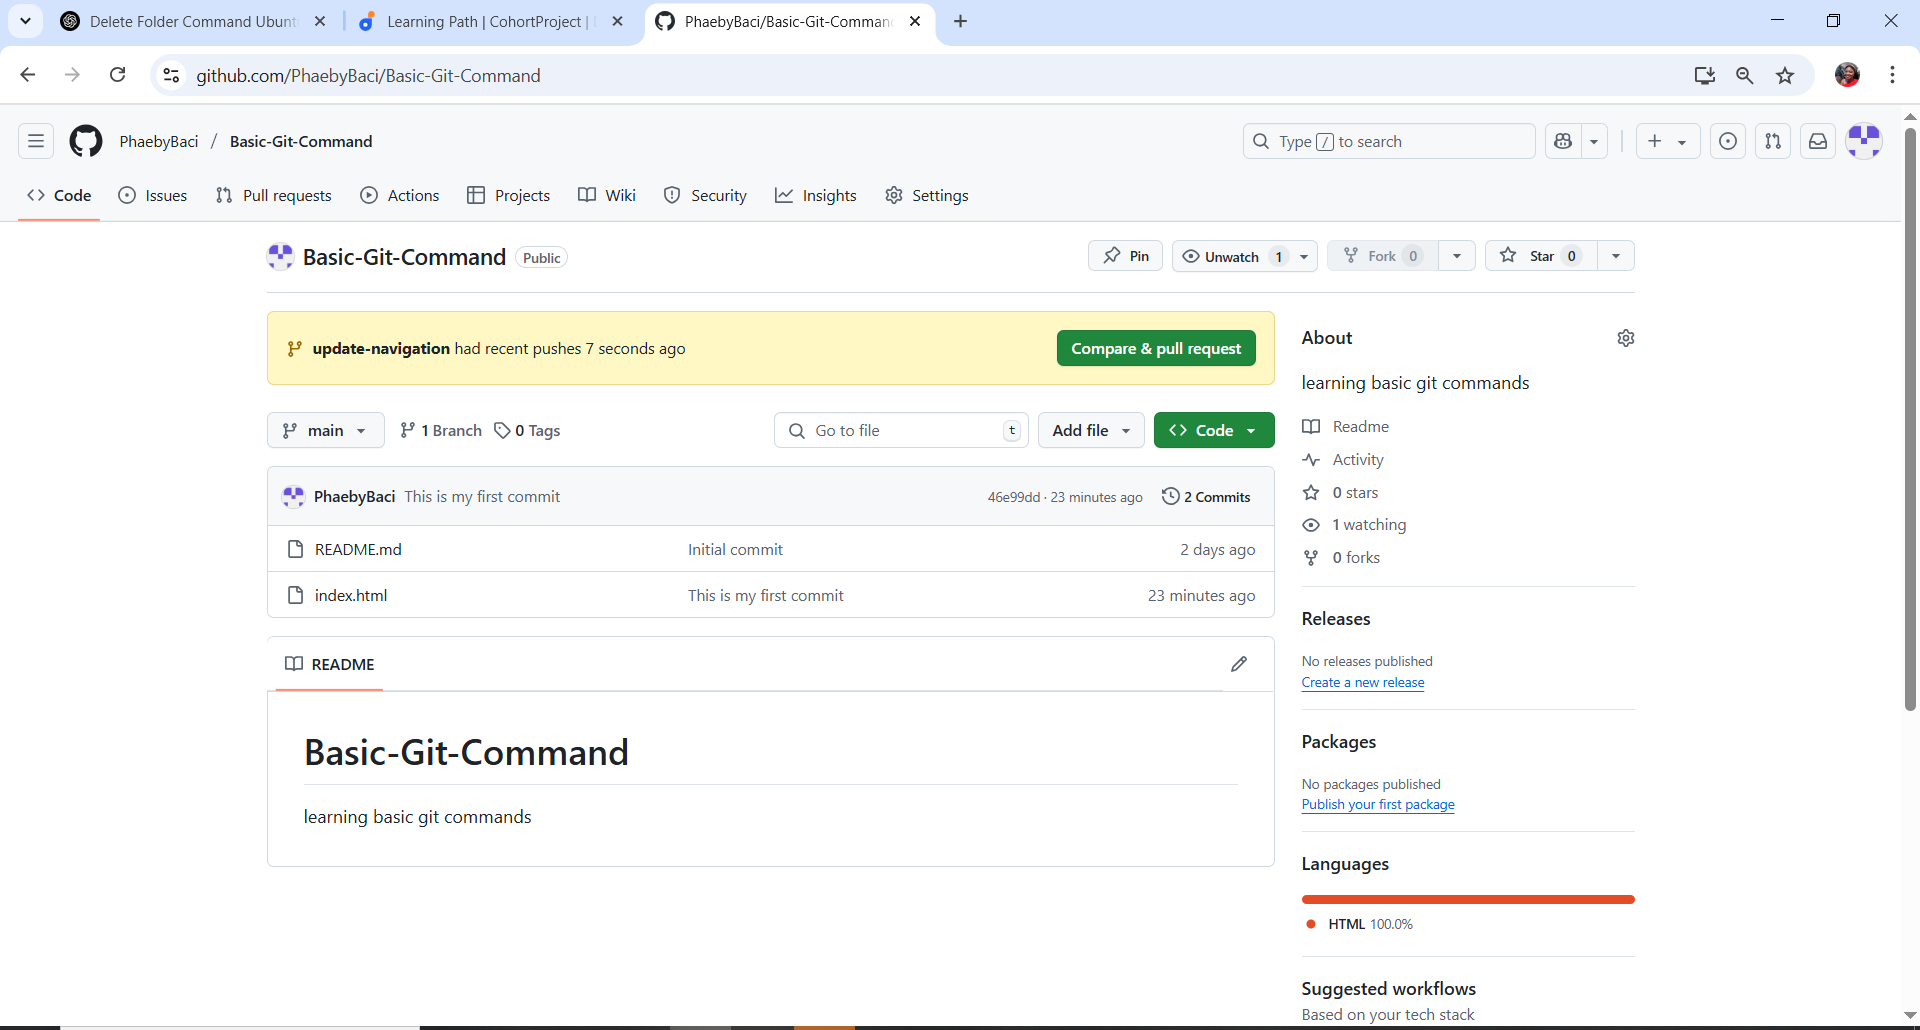 Delete Folder Command Ubun
Learning Path | CohortProject |
PhaebyBaci/Basic-Git-Comman
github.com/PhaebyBaci/Basic-Git-Command
PhaebyBaci / Basic-Git-Command
Type / to search
Code
Issues
Pull requests
Actions
Projects
Wiki
Security
Insights
Settings
Basic-Git-Command Public
Pin
Unwatch 1
Fork 0
Star 0
update-navigation had recent pushes 7 seconds ago
Compare & pull request
main
1 Branch
0 Tags
Go to file t
Add file
Code
PhaebyBaci This is my first commit 46e99dd · 23 minutes ago 2 Commits
README.md Initial commit 2 days ago
index.html This is my first commit 23 minutes ago
README
Basic-Git-Command
learning basic git commands
About
learning basic git commands
Readme
Activity
0 stars
1 watching
0 forks
Releases
No releases published
Create a new release
Packages
No packages published
Publish your first package
Languages
HTML 100.0%
Suggested workflows
Based on your tech stack